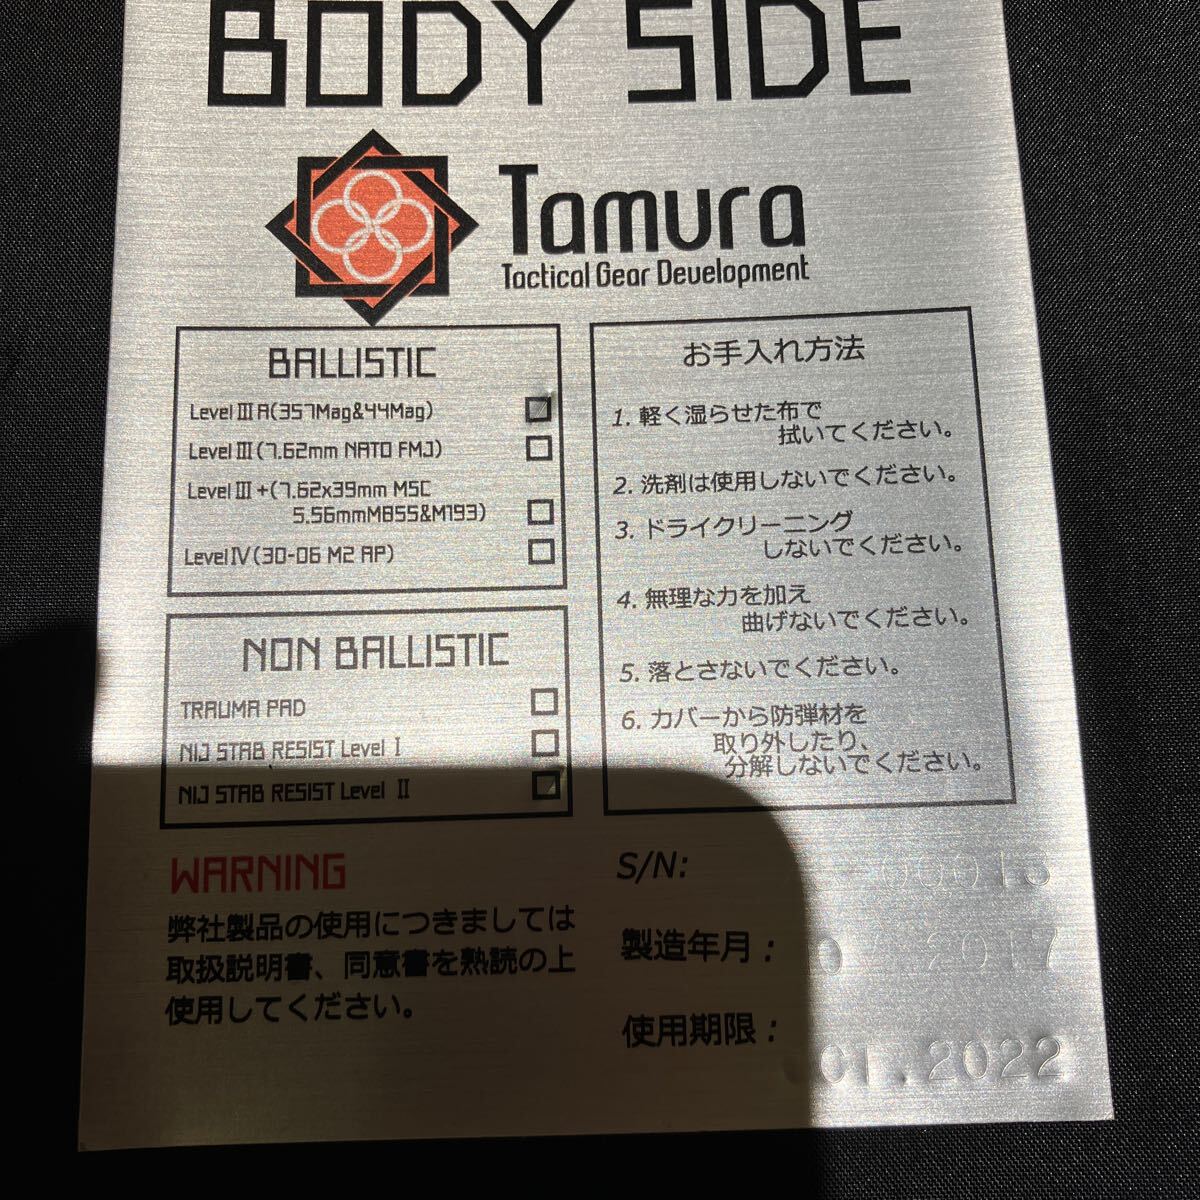 BODY SIDE
Tamura
Tactical Gear Development
BALLISTIC
Level ⅢA(357Mag&44Mag)
Level Ⅲ(7.62mm NATO FMJ)
Level Ⅲ+(7.62x39mm MSC
5.56mmM855&M193)
Level Ⅳ(30-06 M2 AP)
NON BALLISTIC
TRAUMA PAD
NIJ STAB RESIST Level Ⅰ
NIJ STAB RESIST Level Ⅱ
お手入れ方法
1. 軽く湿らせた布で
拭いてください。
2. 洗剤は使用しないでください。
3. ドライクリーニング
しないでください。
4. 無理な力を加え
曲げないでください。
5. 落とさないでください。
6. カバーから防弾材を
取り外したり、
分解しないでください。
WARNING
弊社製品の使用につきましては
取扱説明書、同意書を熟読の上
使用してください。
S/N: 00013
製造年月: 2017
使用期限: 01.2022